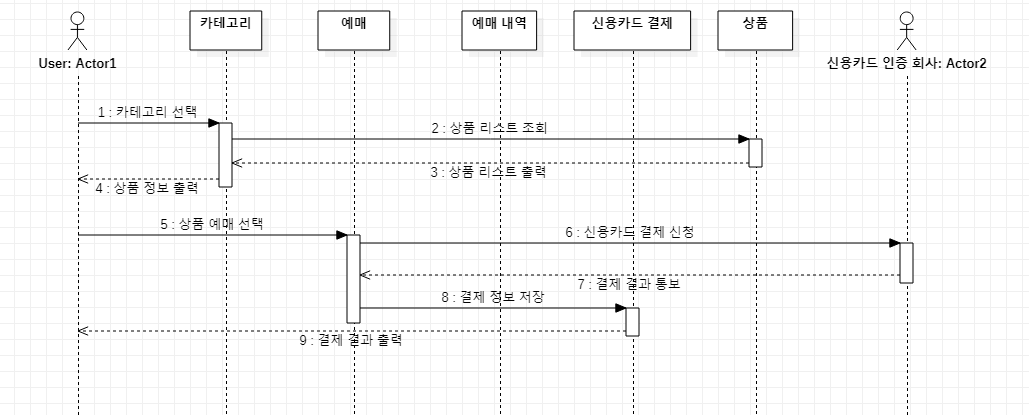 카테고리
예매
예매 내역
신용카드 결제
상품
User: Actor1
신용카드 인증 회사: Actor2
1 : 카테고리 선택
2 : 상품 리스트 조회
3 : 상품 리스트 출력
4 : 상품 정보 출력
5 : 상품 예매 선택
6 : 신용카드 결제 신청
7 : 결제 결과 통보
8 : 결제 정보 저장
9 : 결제 결과 출력